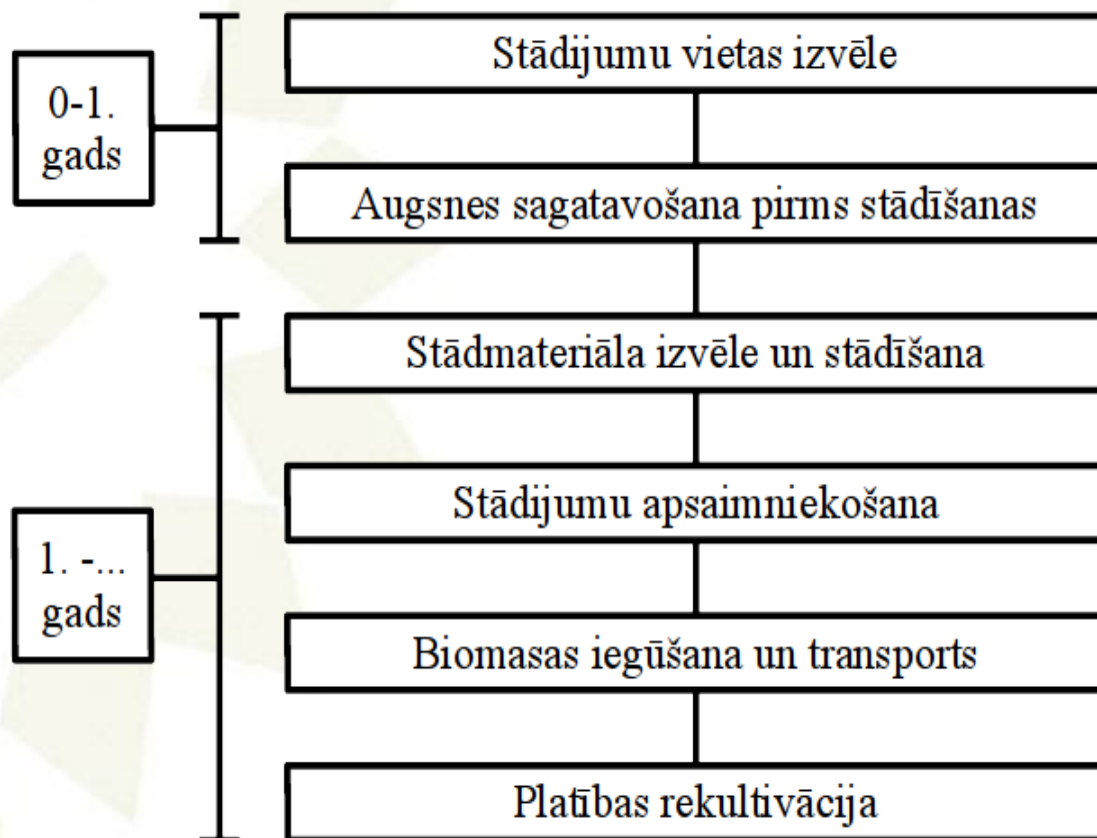 0-1.
gads
Stādījumu vietas izvēle
Augsnes sagatavošana pirms stādīšanas
1. -...
gads
Stādmateriāla izvēle un stādīšana
Stādījumu apsaimniekošana
Biomasas iegūšana un transports
Platības rekultivācija